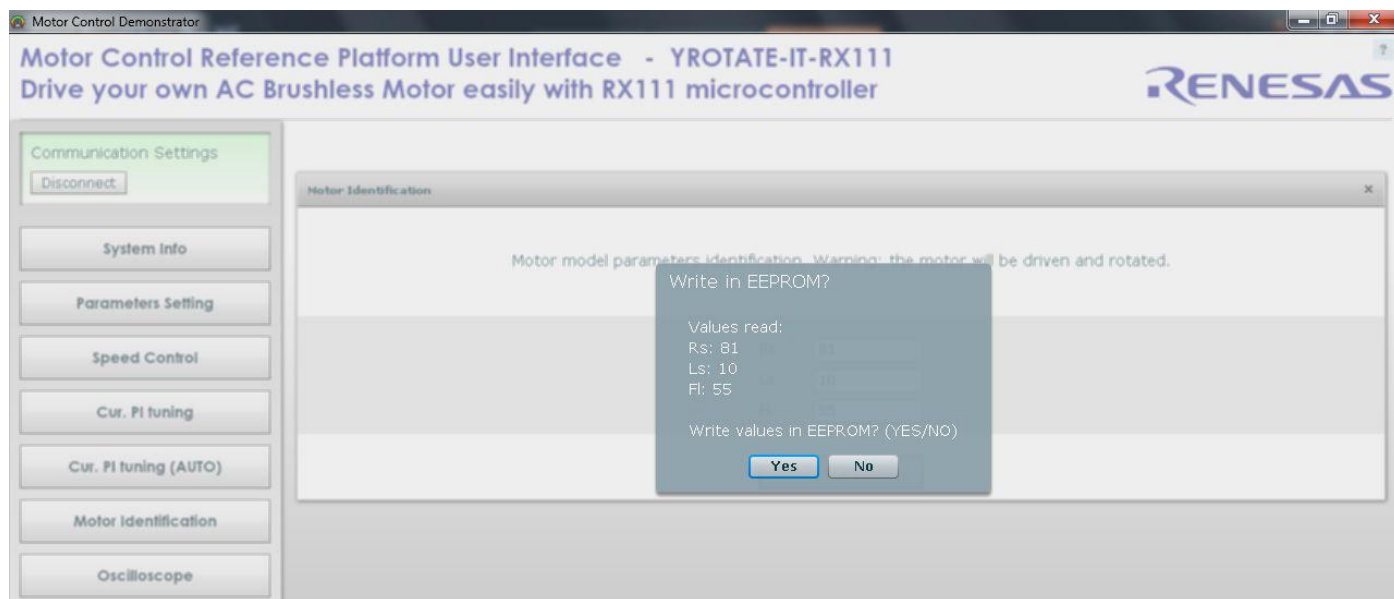 Motor Control Demonstrator
Motor Control Reference Platform User Interface - YROTATE-IT-RX111
Drive your own AC Brushless Motor easily with RX111 microcontroller
?
RENESAS
Communication Settings
Disconnect
System Info
Parameters Setting
Speed Control
Cur. PI tuning
Cur. PI tuning (AUTO)
Motor Identification
Oscilloscope
Motor Identification
Motor model parameters identification. Warning: the motor will be driven and rotated.
Write in EEPROM?
Values read:
Rs: 81
Ls: 10
Fl: 55
Write values in EEPROM? (YES/NO)
Yes No